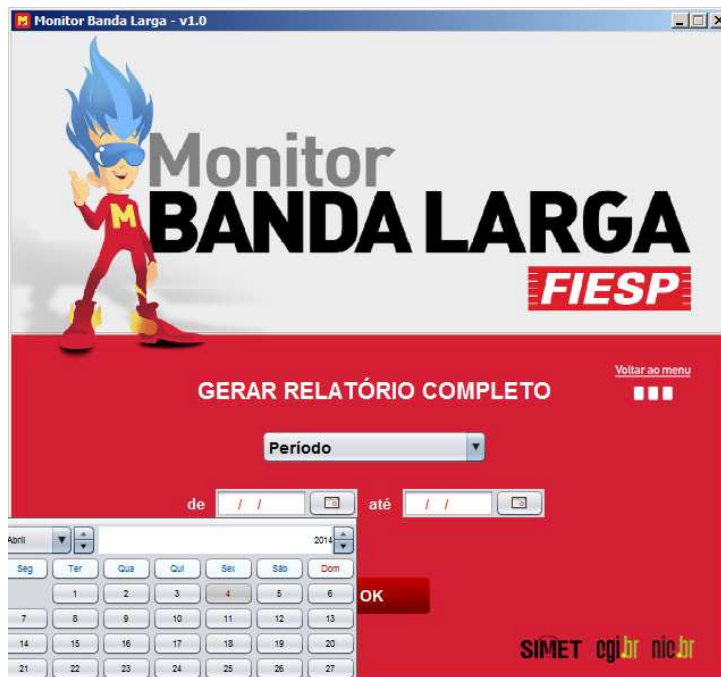 Monitor Banda Larga - v1.0
M
Monitor
BANDA LARGA
FIESP
Voltar ao menu
GERAR RELATÓRIO COMPLETO
Período
de / / até / /
Abril 2014
Seg Ter Qua Qui Sex Sáb Dom
1 2 3 4 5 6
7 8 9 10 11 12 13
OK
14 15 16 17 18 19 20
21 22 23 24 25 26 27
SIMET cgi.br nic.br